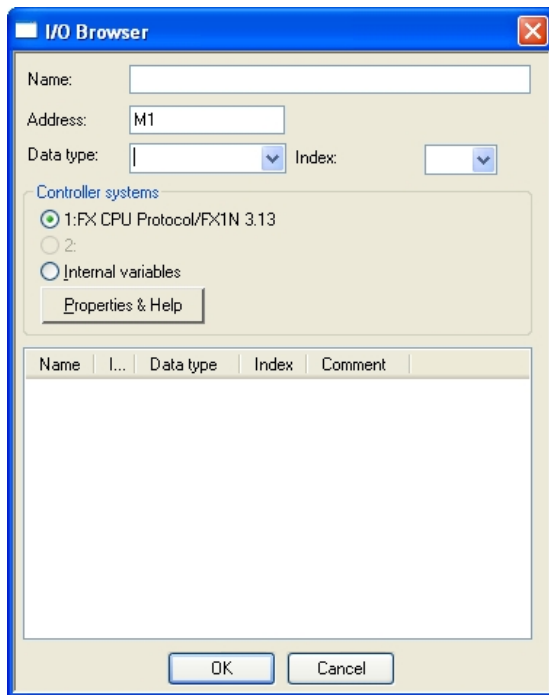 I/O Browser
Name:
Address: M1
Data type: Index:
Controller systems
1:FX CPU Protocol/FX1N 3.13
2:
Internal variables
Properties & Help
Name I... Data type Index Comment
OK Cancel